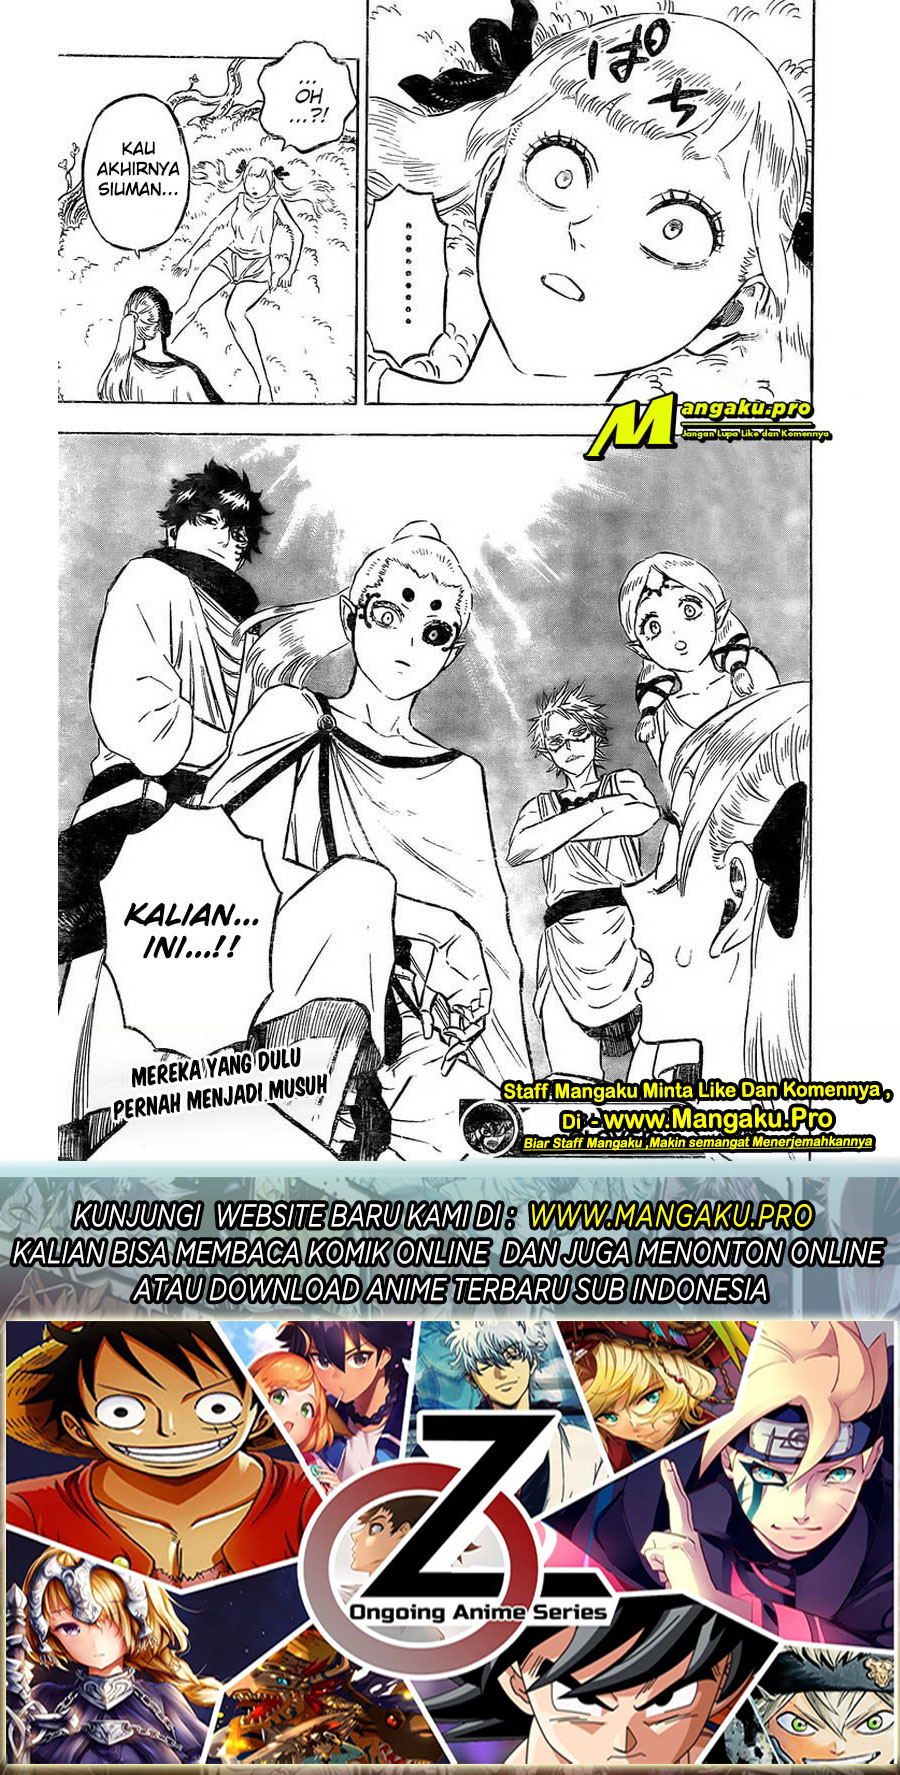 ぱち
………
…
OH
…?!
KAU
AKHIRNYA
SIUMAN...
Mangaku.pro
Jangan Lupa Like dan Komennya
KALIAN...
INI...!!
MEREKA YANG DULU
PERNAH MENJADI MUSUH
Staff Mangaku Minta Like Dan Komennya ,
Di - www.Mangaku.Pro
Biar Staff Mangaku ,Makin semangat Menerjemahkannya
KUNJUNGI WEBSITE BARU KAMI DI : WWW.MANGAKU.PRO
KALIAN BISA MEMBACA KOMIK ONLINE DAN JUGA MENONTON ONLINE
ATAU DOWNLOAD ANIME TERBARU SUB INDONESIA
OZ
Ongoing Anime Series